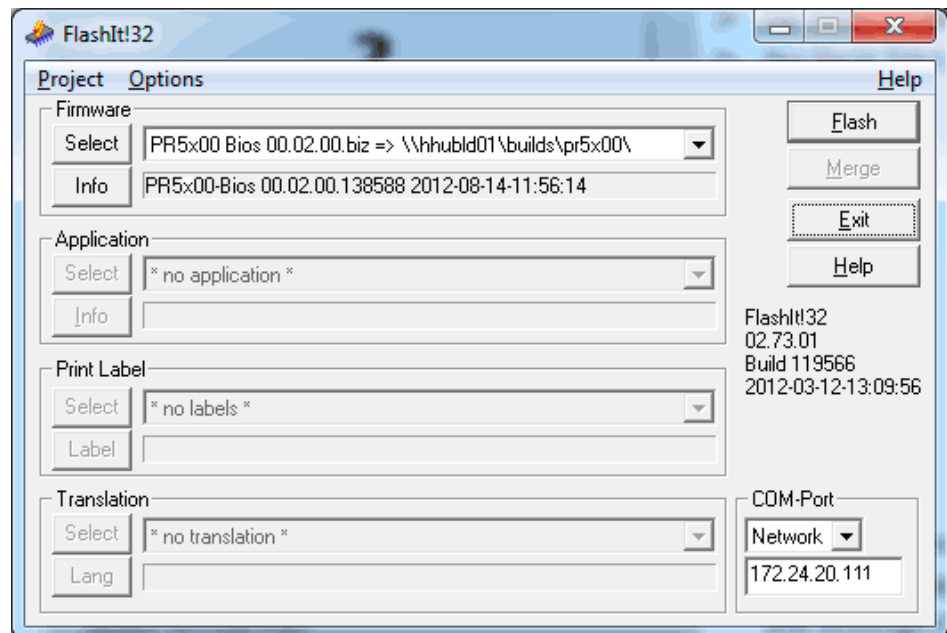 FlashIt!32
Project Options Help
Firmware
Select PR5x00 Bios 00.02.00.biz => \\hhubld01\builds\pr5x00\
Info PR5x00-Bios 00.02.00.138588 2012-08-14-11:56:14
Application
Select * no application *
Info
Print Label
Select * no labels *
Label
Translation
Select * no translation *
Lang
Flash
Merge
Exit
Help
FlashIt!32
02.73.01
Build 119566
2012-03-12-13:09:56
COM-Port
Network
172.24.20.111